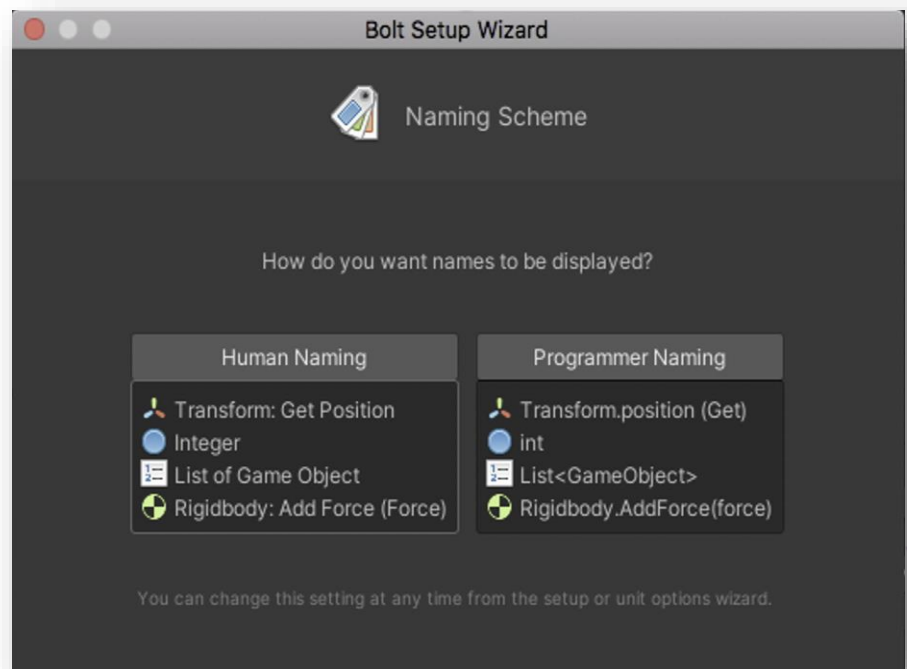 Bolt Setup Wizard
Naming Scheme
How do you want names to be displayed?
Human Naming
Transform: Get Position
Integer
List of Game Object
Rigidbody: Add Force (Force)
Programmer Naming
Transform.position (Get)
int
List<GameObject>
Rigidbody.AddForce(force)
You can change this setting at any time from the setup or unit options wizard.